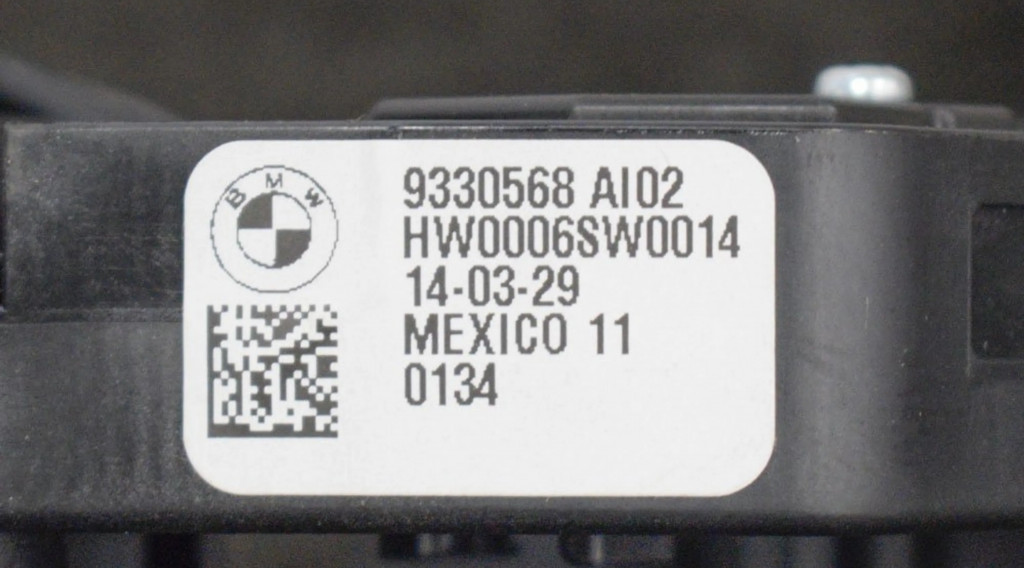 BMW
9330568 AI02
HW0006SW0014
14-03-29
MEXICO 11
0134